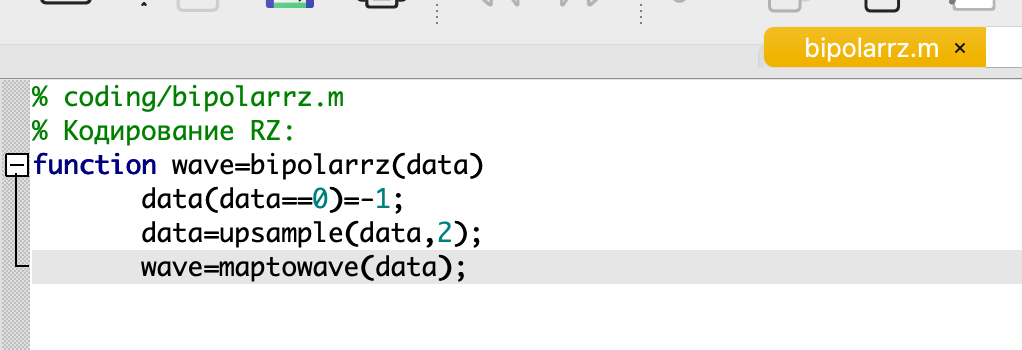 bipolarrz.m ×
% coding/bipolarrz.m
% Кодирование RZ:
function wave=bipolarrz(data)
data(data==0)=-1;
data=upsample(data,2);
wave=maptowave(data);